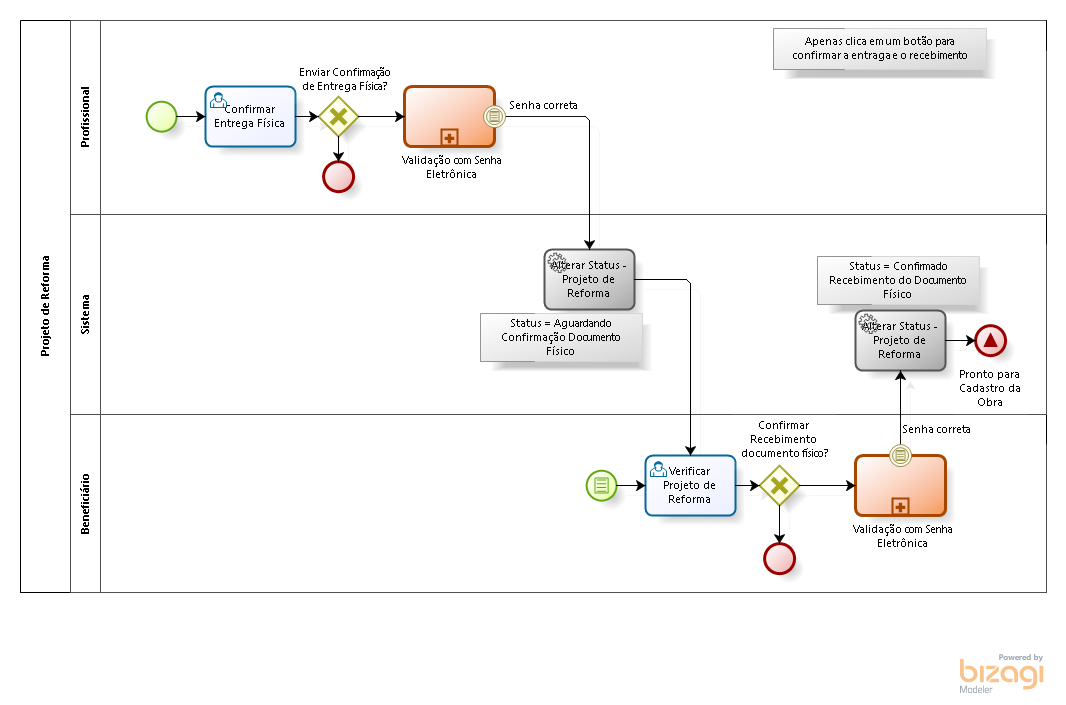 Projeto de Reforma
Profissional
Apenas clica em um botão para
confirmar a entraga e o recebimento
Enviar Confimação
de Entrega Física?
Confirmar
Entrega Física
Senha correta
Validação com Senha
Eletrônica
Sistema
Alterar Status -
Projeto de
Reforma
Status = Aguardando
Confirmação Documento
Físico
Status = Confirmado
Recebimento do Documento
Físico
Alterar Status -
Projeto de
Reforma
Pronto para
Cadastro da
Obra
Beneficiário
Verificar
Projeto de
Reforma
Confirmar
Recebimento
documento físico?
Senha correta
Validação com Senha
Eletrônica
Powered by
bizagi
Modeler